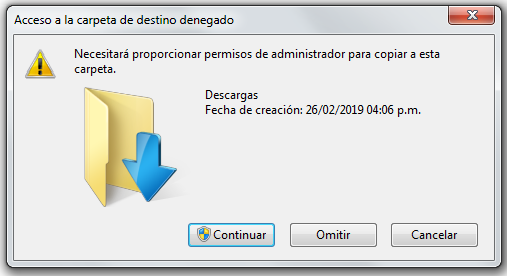 Acceso a la carpeta de destino denegado
Necesitará proporcionar permisos de administrador para copiar a esta
carpeta.
Descargas
Fecha de creación: 26/02/2019 04:06 p.m.
Continuar
Omitir
Cancelar